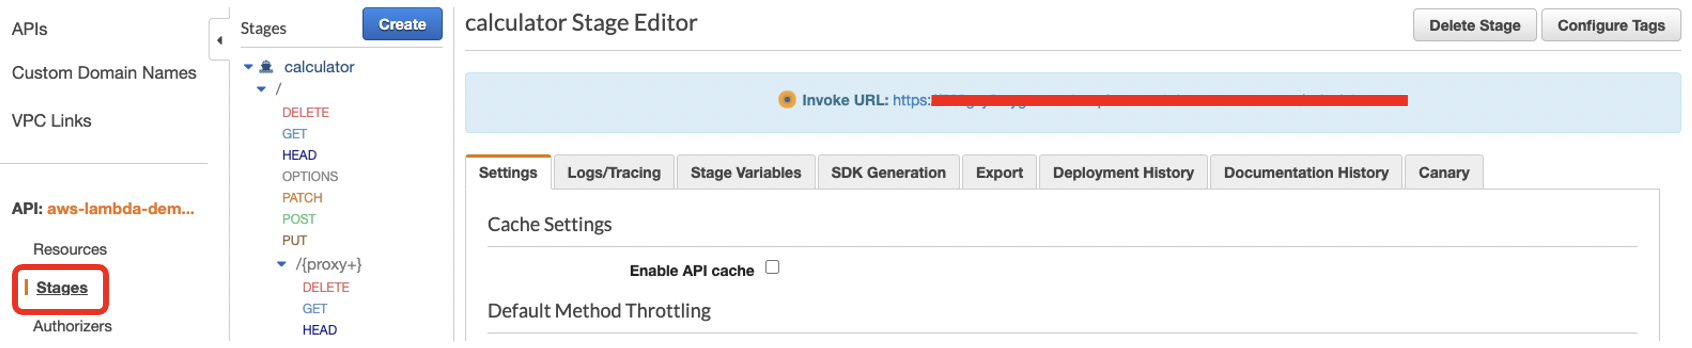 APIs
Custom Domain Names
VPC Links
API: aws-lambda-dem...
Resources
Stages
Authorizers
Stages
Create
calculator
/
DELETE
GET
HEAD
OPTIONS
PATCH
POST
PUT
/{proxy+}
DELETE
GET
HEAD
calculator Stage Editor
Delete Stage
Configure Tags
Invoke URL: https:
Settings
Logs/Tracing
Stage Variables
SDK Generation
Export
Deployment History
Documentation History
Canary
Cache Settings
Enable API cache
Default Method Throttling